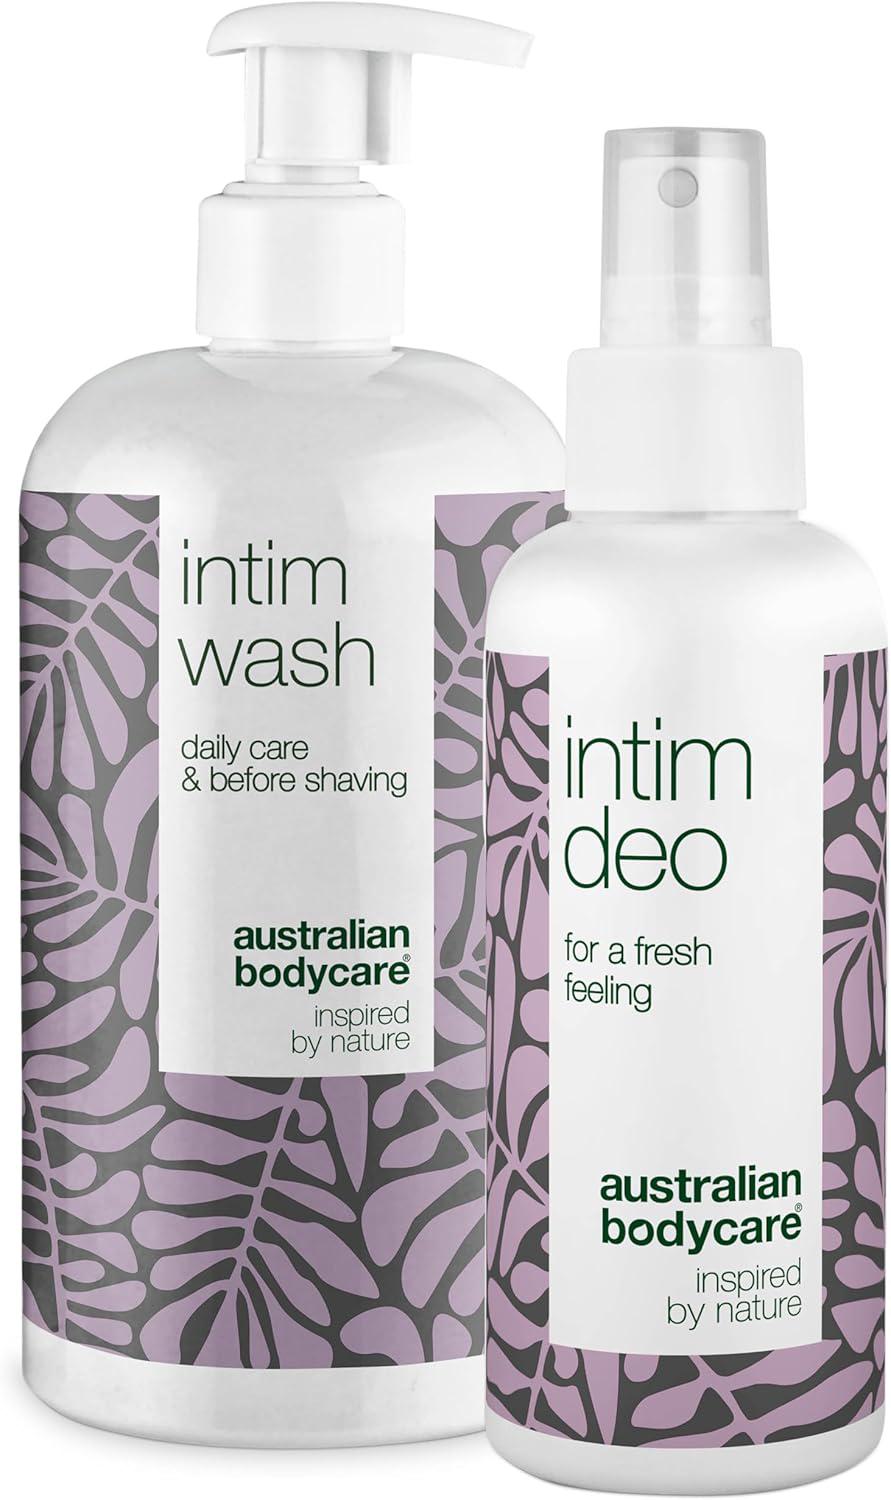 intim
wash
daily care
& before shaving
australian
bodycare®
inspired
by nature
intim
deo
for a fresh
feeling
australian
bodycare®
inspired
by nature